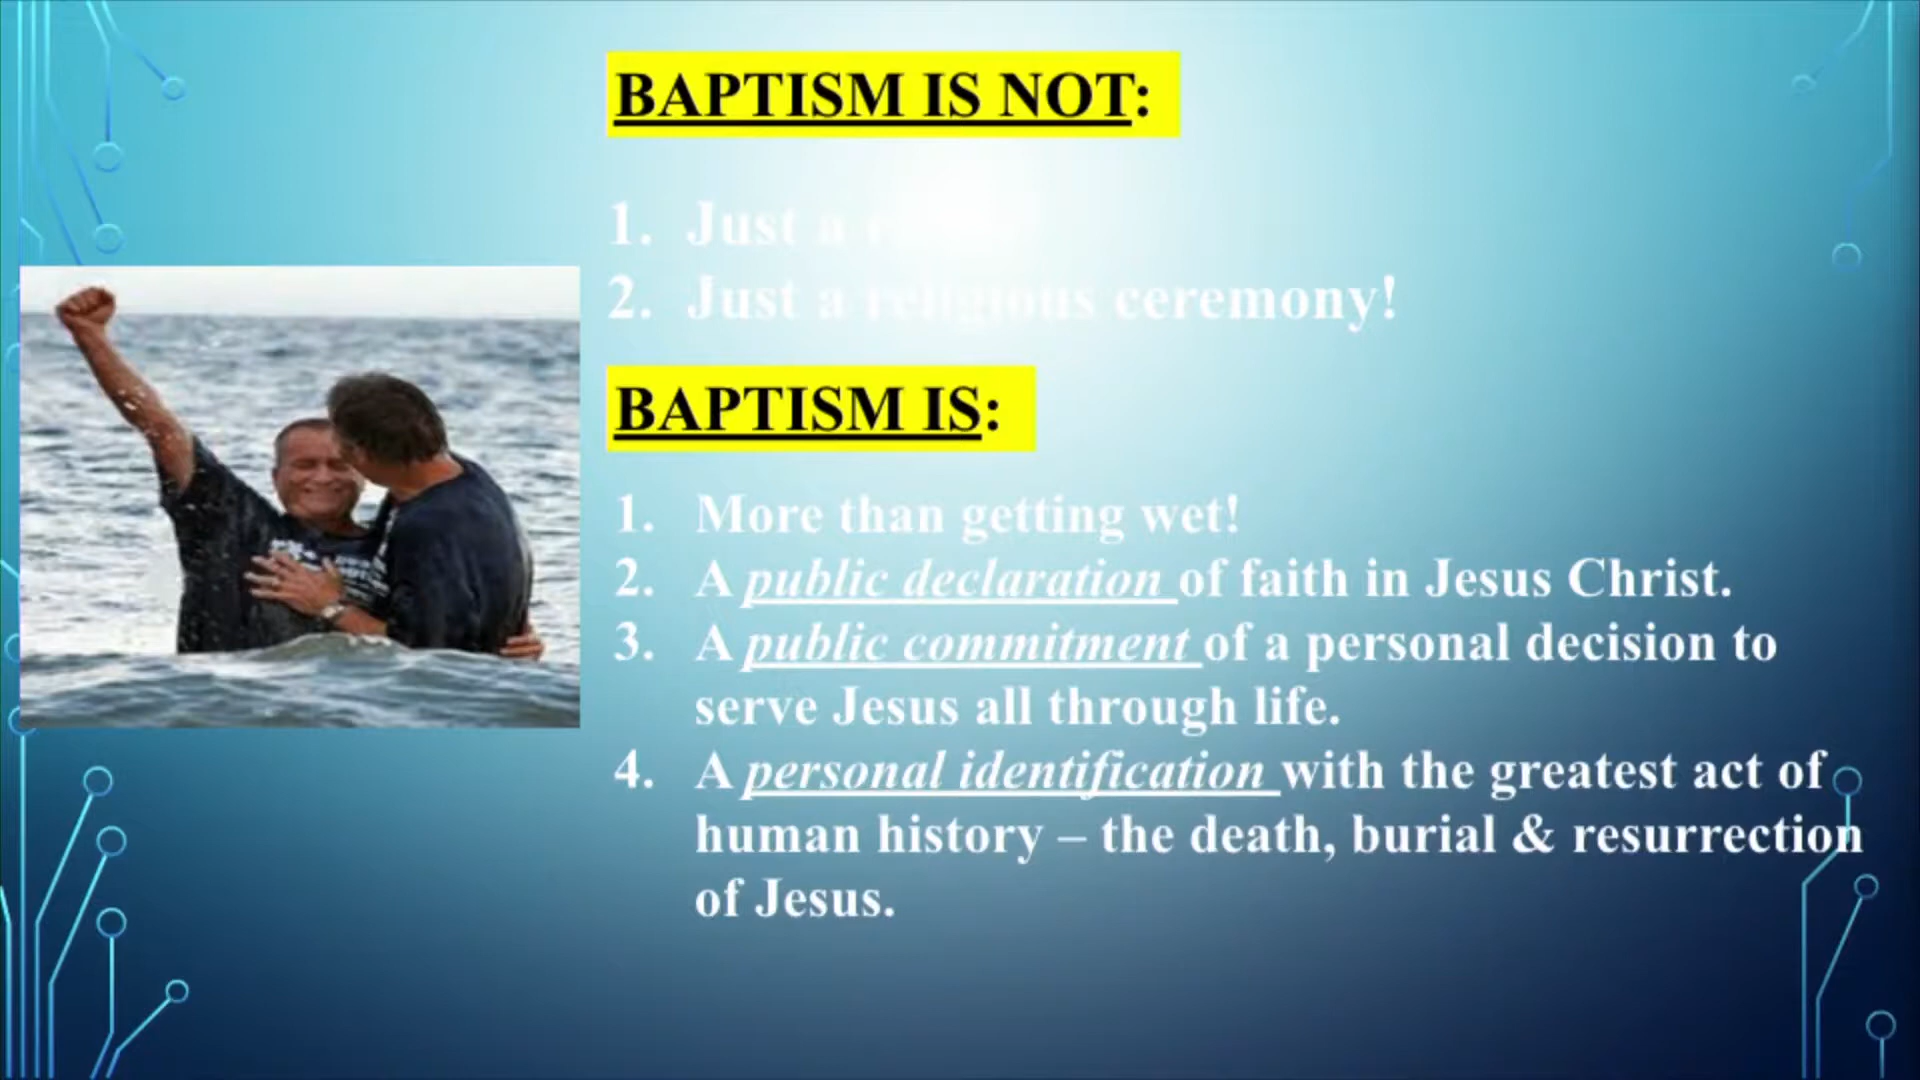 BAPTISM IS NOT:
1. Just a
2. Just a religious ceremony!
BAPTISM IS:
1. More than getting wet!
2. A public declaration of faith in Jesus Christ.
3. A public commitment of a personal decision to
serve Jesus all through life.
4. A personal identification with the greatest act of
human history – the death, burial & resurrection
of Jesus.